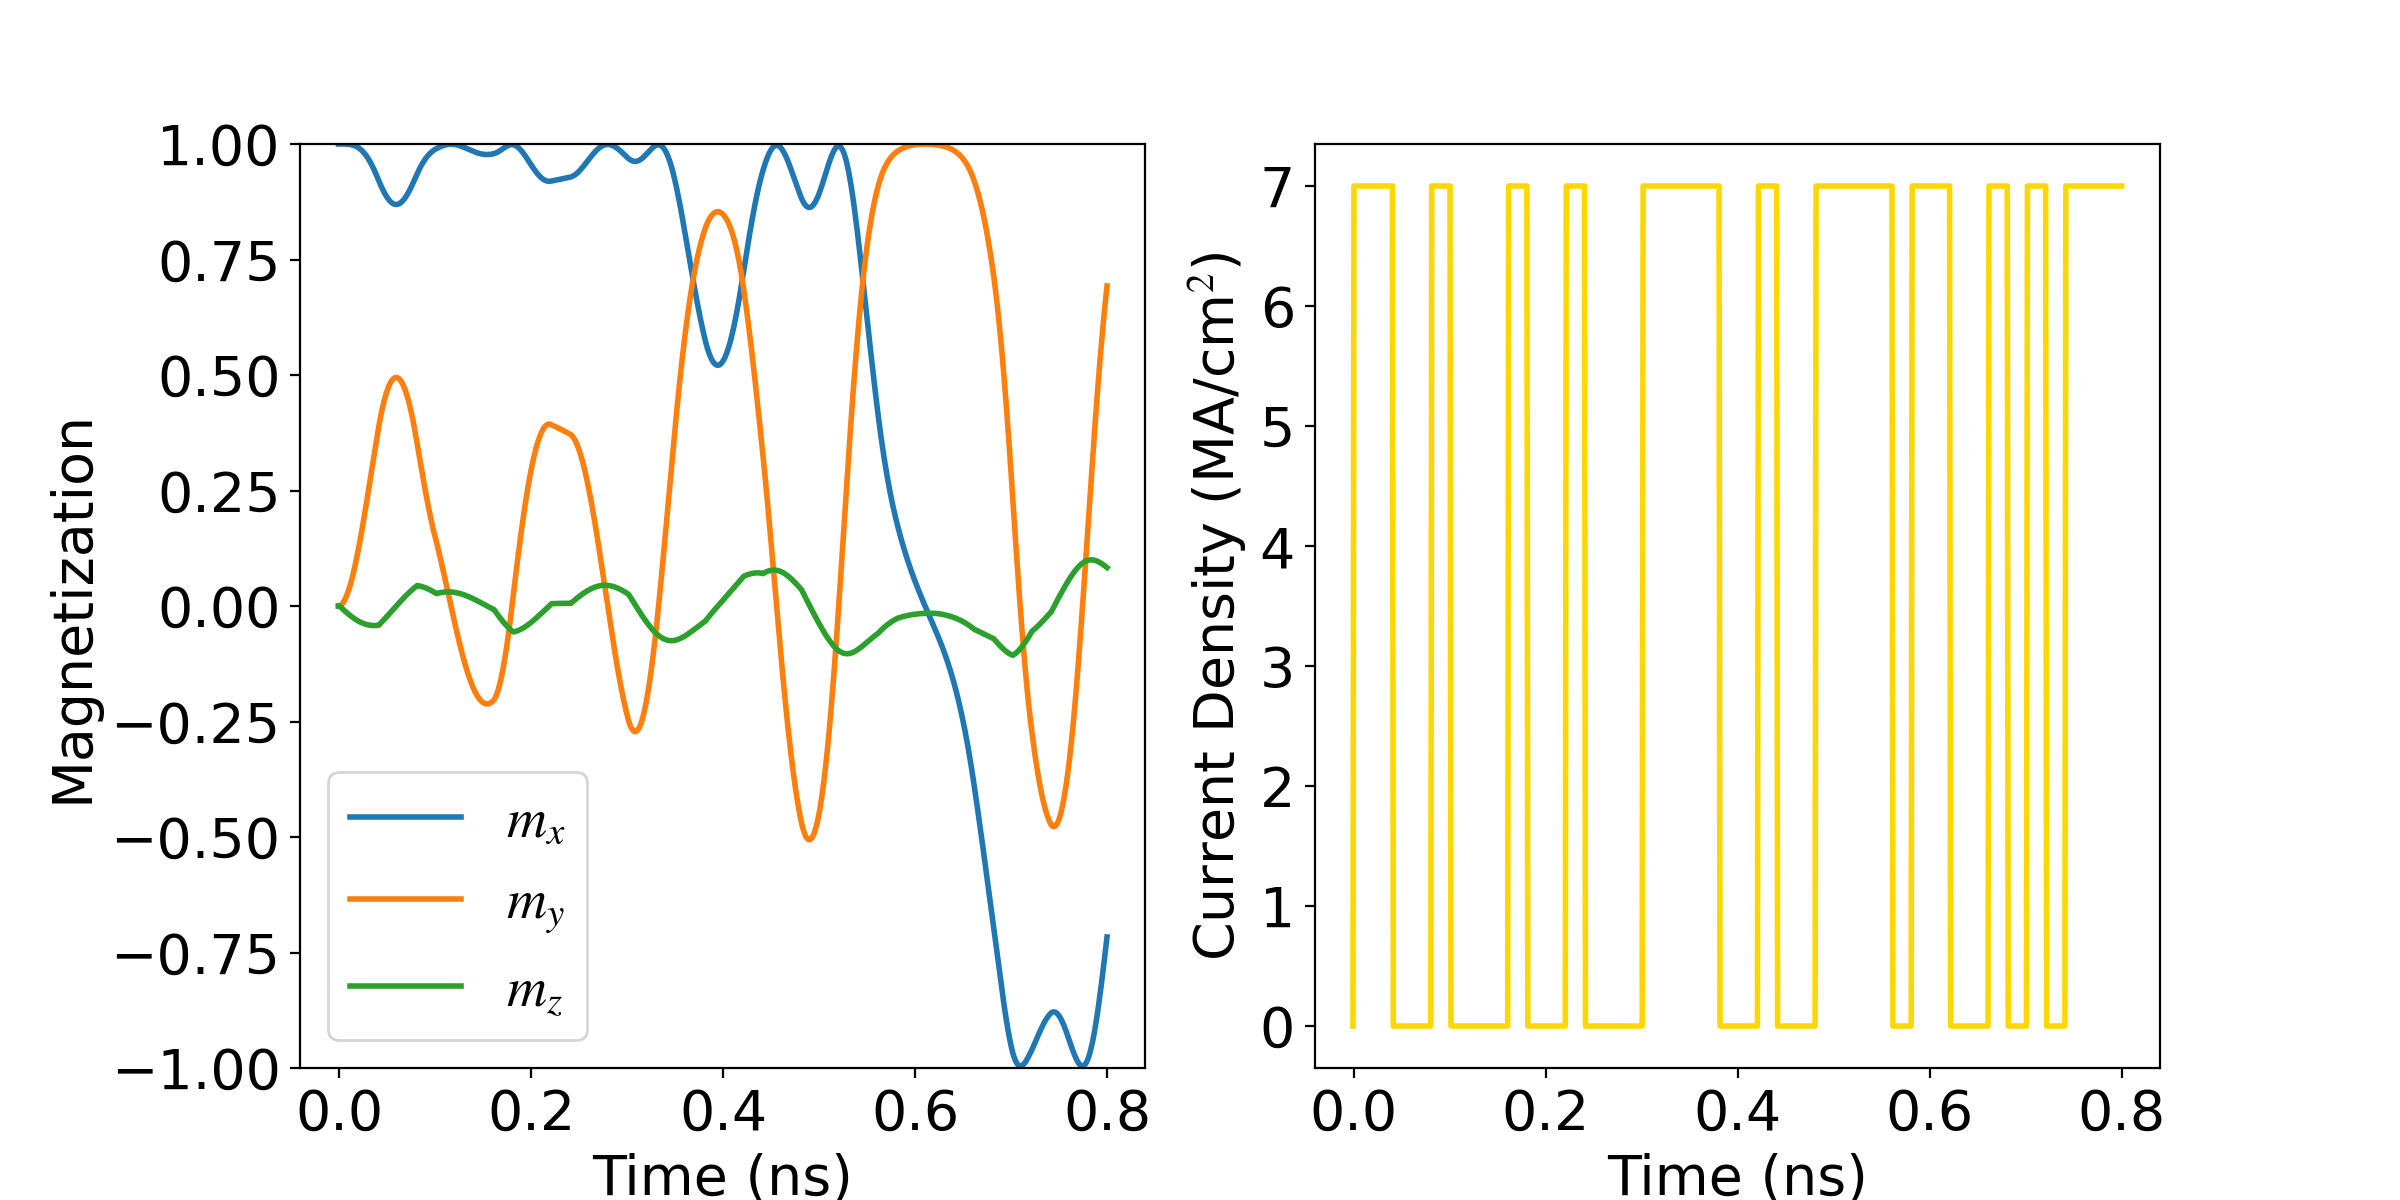 Magnetization
1.00
0.75
0.50
0.25
0.00
−0.25
−0.50
−0.75
−1.00
m_x
m_y
m_z
0.0 0.2 0.4 0.6 0.8
Time (ns)
Current Density (MA/cm²)
7
6
5
4
3
2
1
0
0.0 0.2 0.4 0.6 0.8
Time (ns)